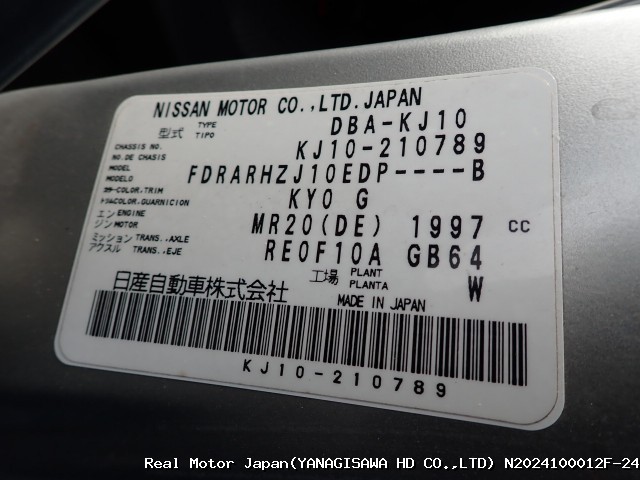 NISSAN MOTOR CO.,LTD.JAPAN
型式 TYPE TIPO DBA-KJ10
CHASSIS NO. NO.DE CHASIS KJ10-210789
MODEL MODELO FDRARHZJ10EDP----B
カラー COLOR,TRIM トリム COLOR,GUARNICION KY0 G
エンジン ENGINE MOTOR MR20(DE) 1997 cc
ミッション TRANS.,AXLE アクスル TRANS.,EJE RE0F10A GB64
工場 PLANT PLANTA W
日産自動車株式会社 MADE IN JAPAN
KJ10-210789
Real Motor Japan(YANAGISAWA HD CO.,LTD) N2024100012F-24